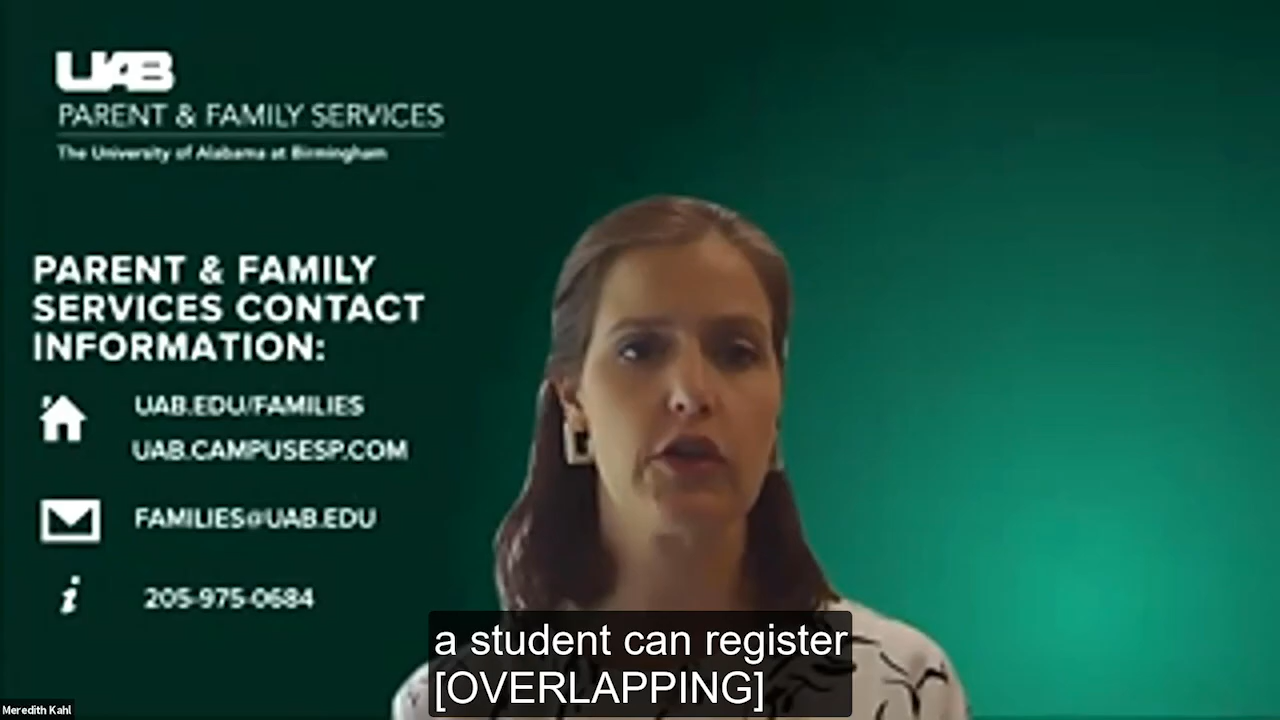 UAB
PARENT & FAMILY SERVICES
The University of Alabama at Birmingham
PARENT & FAMILY
SERVICES CONTACT
INFORMATION:
UAB.EDU/FAMILIES
UAB.CAMPUSESP.COM
FAMILIES@UAB.EDU
i 205-975-0684
a student can register
[OVERLAPPING]
Meredith Kahl